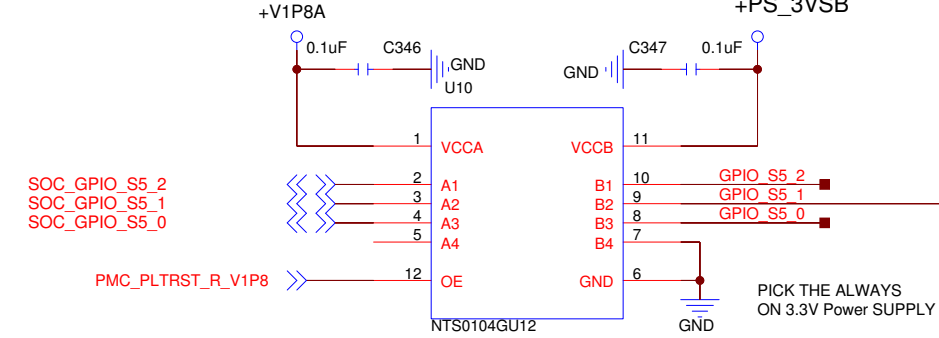 +V1P8A
+PS_3VSB
0.1uF C346
GND
U10
C347 0.1uF
GND
1 VCCA
VCCB 11
SOC_GPIO_S5_2 2 A1
B1 10 GPIO_S5_2
SOC_GPIO_S5_1 3 A2
B2 9 GPIO_S5_1
SOC_GPIO_S5_0 4 A3
B3 8 GPIO_S5_0
5 A4
B4 7
PMC_PLTRST_R_V1P8 12 OE
GND 6
NTS0104GU12
GND
PICK THE ALWAYS
ON 3.3V Power SUPPLY